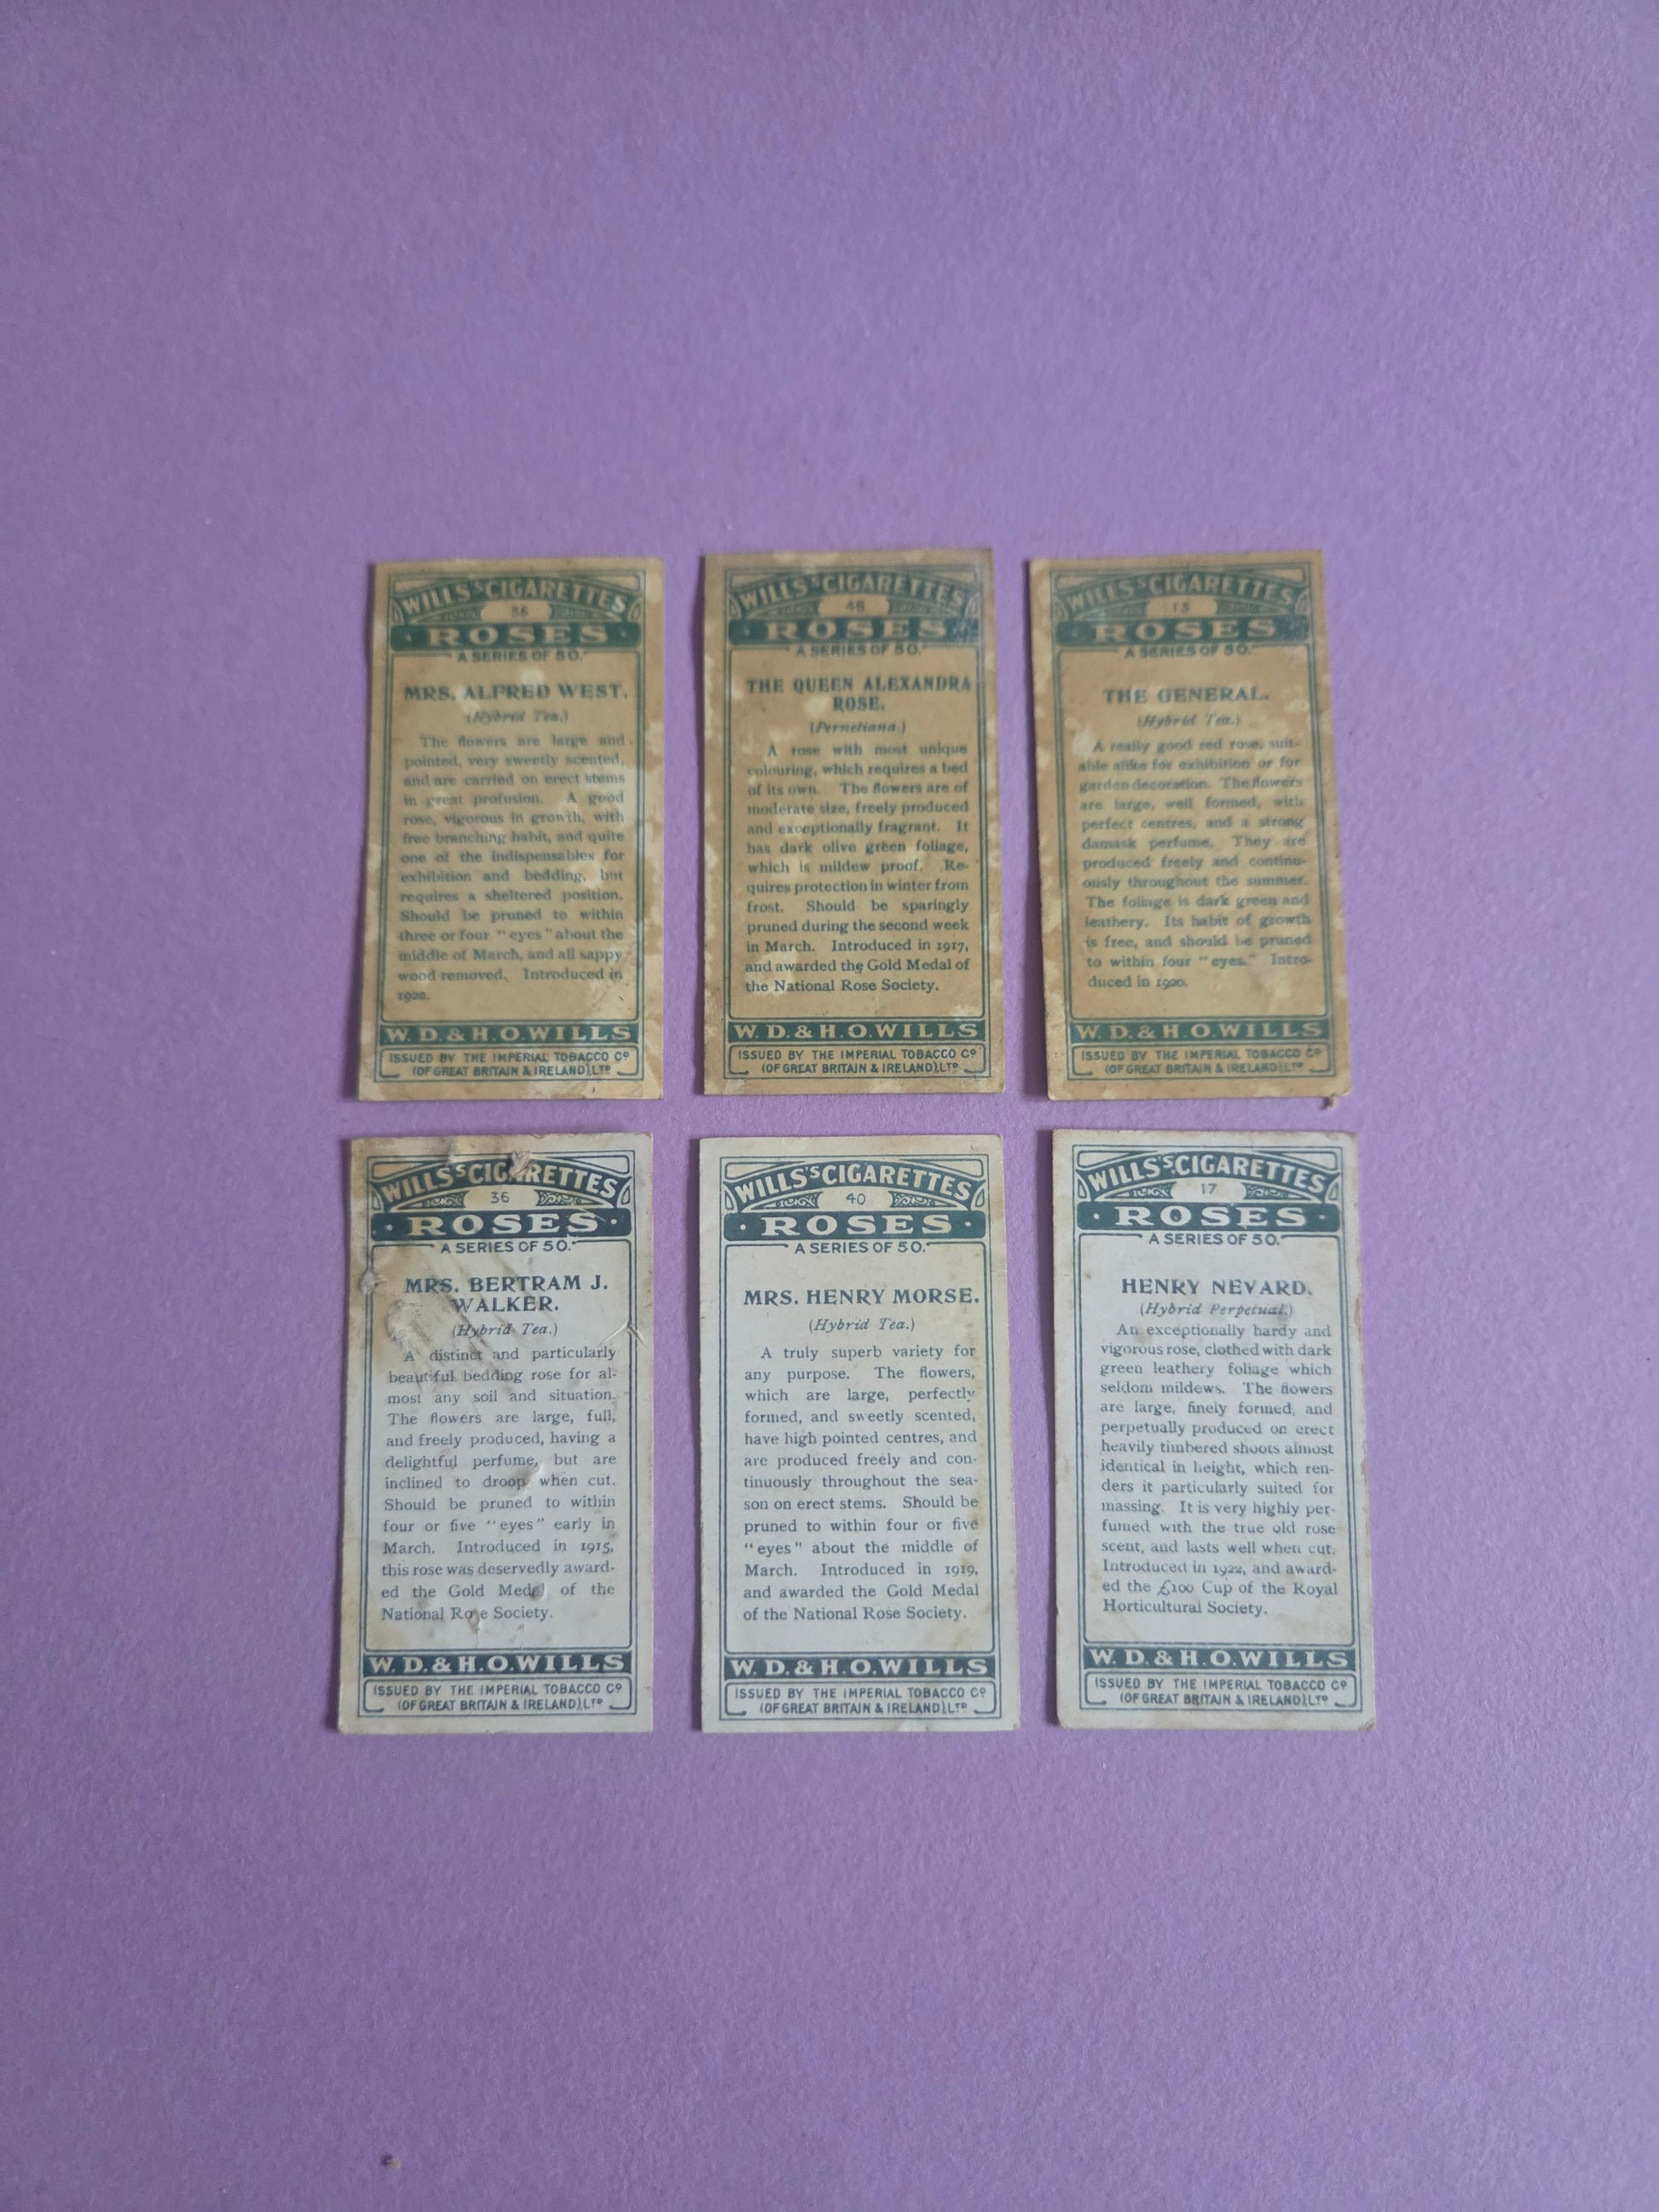 WILLS'S CIGARETTES
ROSES
A SERIES OF 50.
MRS. ALFRED WEST.
(Hybrid Tea.)
The flowers are large and
pointed, very sweetly scented,
and are carried on erect stems
in great profusion. A good
rose, vigorous in growth, with
free branching habit, and quite
one of the indispensables for
exhibition and bedding, but
requires a sheltered position.
Should be pruned to within
three or four "eyes" about the
middle of March, and all sappy
wood removed. Introduced in
1922.
W. D. & H. O. WILLS
ISSUED BY THE IMPERIAL TOBACCO Cº
(OF GREAT BRITAIN & IRELAND), LTD
WILLS'S CIGARETTES
ROSES
A SERIES OF 50.
THE QUEEN ALEXANDRA
ROSE.
(Pernetiana.)
A rose with most unique
colouring, which requires a bed
of its own. The flowers are of
moderate size, freely produced
and exceptionally fragrant. It
has dark olive green foliage,
which is mildew proof. Re-
quires protection in winter from
frost. Should be sparingly
pruned during the second week
in March. Introduced in 1917,
and awarded the Gold Medal of
the National Rose Society.
W. D. & H. O. WILLS
ISSUED BY THE IMPERIAL TOBACCO Cº
(OF GREAT BRITAIN & IRELAND), LTD
WILLS'S CIGARETTES
ROSES
A SERIES OF 50.
THE GENERAL.
(Hybrid Tea.)
A really good red rose, suit-
able alike for exhibition or for
garden decoration. The flowers
are large, well formed, with
perfect centres, and a strong
damask perfume. They are
produced freely and continu-
ously throughout the summer.
The foliage is dark green and
leathery. Its habit of growth
is free, and should be pruned
to within four "eyes." Intro-
duced in 1920.
W. D. & H. O. WILLS
ISSUED BY THE IMPERIAL TOBACCO Cº
(OF GREAT BRITAIN & IRELAND), LTD
WILLS'S CIGARETTES
36
ROSES
A SERIES OF 50.
MRS. BERTRAM J.
WALKER.
(Hybrid Tea.)
A distinct and particularly
beautiful bedding rose for al-
most any soil and situation.
The flowers are large, full,
and freely produced, having a
delightful perfume, but are
inclined to droop when cut.
Should be pruned to within
four or five "eyes" early in
March. Introduced in 1915,
this rose was deservedly award-
ed the Gold Medal of the
National Rose Society.
W. D. & H. O. WILLS
ISSUED BY THE IMPERIAL TOBACCO Cº
(OF GREAT BRITAIN & IRELAND), LTD
WILLS'S CIGARETTES
40
ROSES
A SERIES OF 50.
MRS. HENRY MORSE.
(Hybrid Tea.)
A truly superb variety for
any purpose. The flowers,
which are large, perfectly
formed, and sweetly scented,
have high pointed centres, and
are produced freely and con-
tinuously throughout the sea-
son on erect stems. Should be
pruned to within four or five
"eyes" about the middle of
March. Introduced in 1919,
and awarded the Gold Medal
of the National Rose Society.
W. D. & H. O. WILLS
ISSUED BY THE IMPERIAL TOBACCO Cº
(OF GREAT BRITAIN & IRELAND), LTD
WILLS'S CIGARETTES
17
ROSES
A SERIES OF 50.
HENRY NEVARD.
(Hybrid Perpetual.)
An exceptionally hardy and
vigorous rose, clothed with dark
green leathery foliage which
seldom mildews. The flowers
are large, finely formed, and
perpetually produced on erect
heavily timbered shoots almost
identical in height, which ren-
ders it particularly suited for
massing. It is very highly per-
fumed with the true old rose
scent, and lasts well when cut.
Introduced in 1922, and award-
ed the £100 Cup of the Royal
Horticultural Society.
W. D. & H. O. WILLS
ISSUED BY THE IMPERIAL TOBACCO Cº
(OF GREAT BRITAIN & IRELAND), LTD